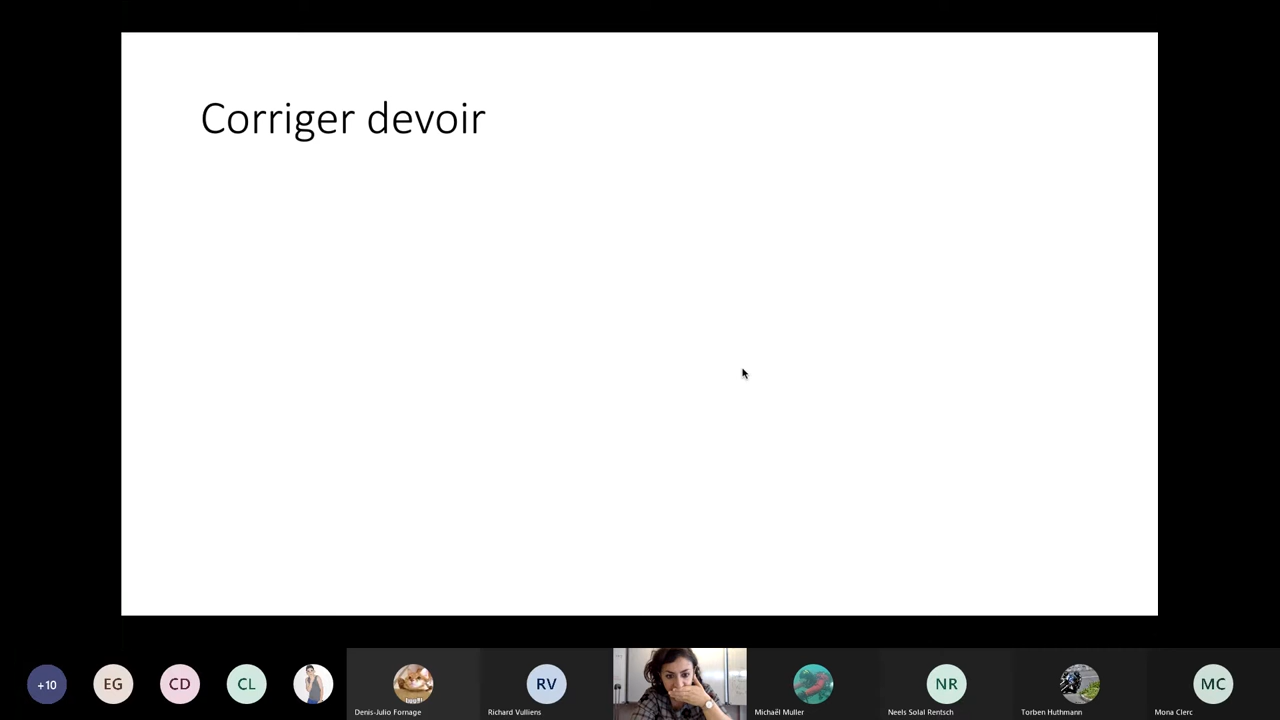 Corriger devoir
+10
EG
CD
CL
Denis-Julio Fornage
RV
Richard Vulliens
Michaël Muller
NR
Neels Solal Rentsch
Torben Huthmann
MC
Mona Clerc